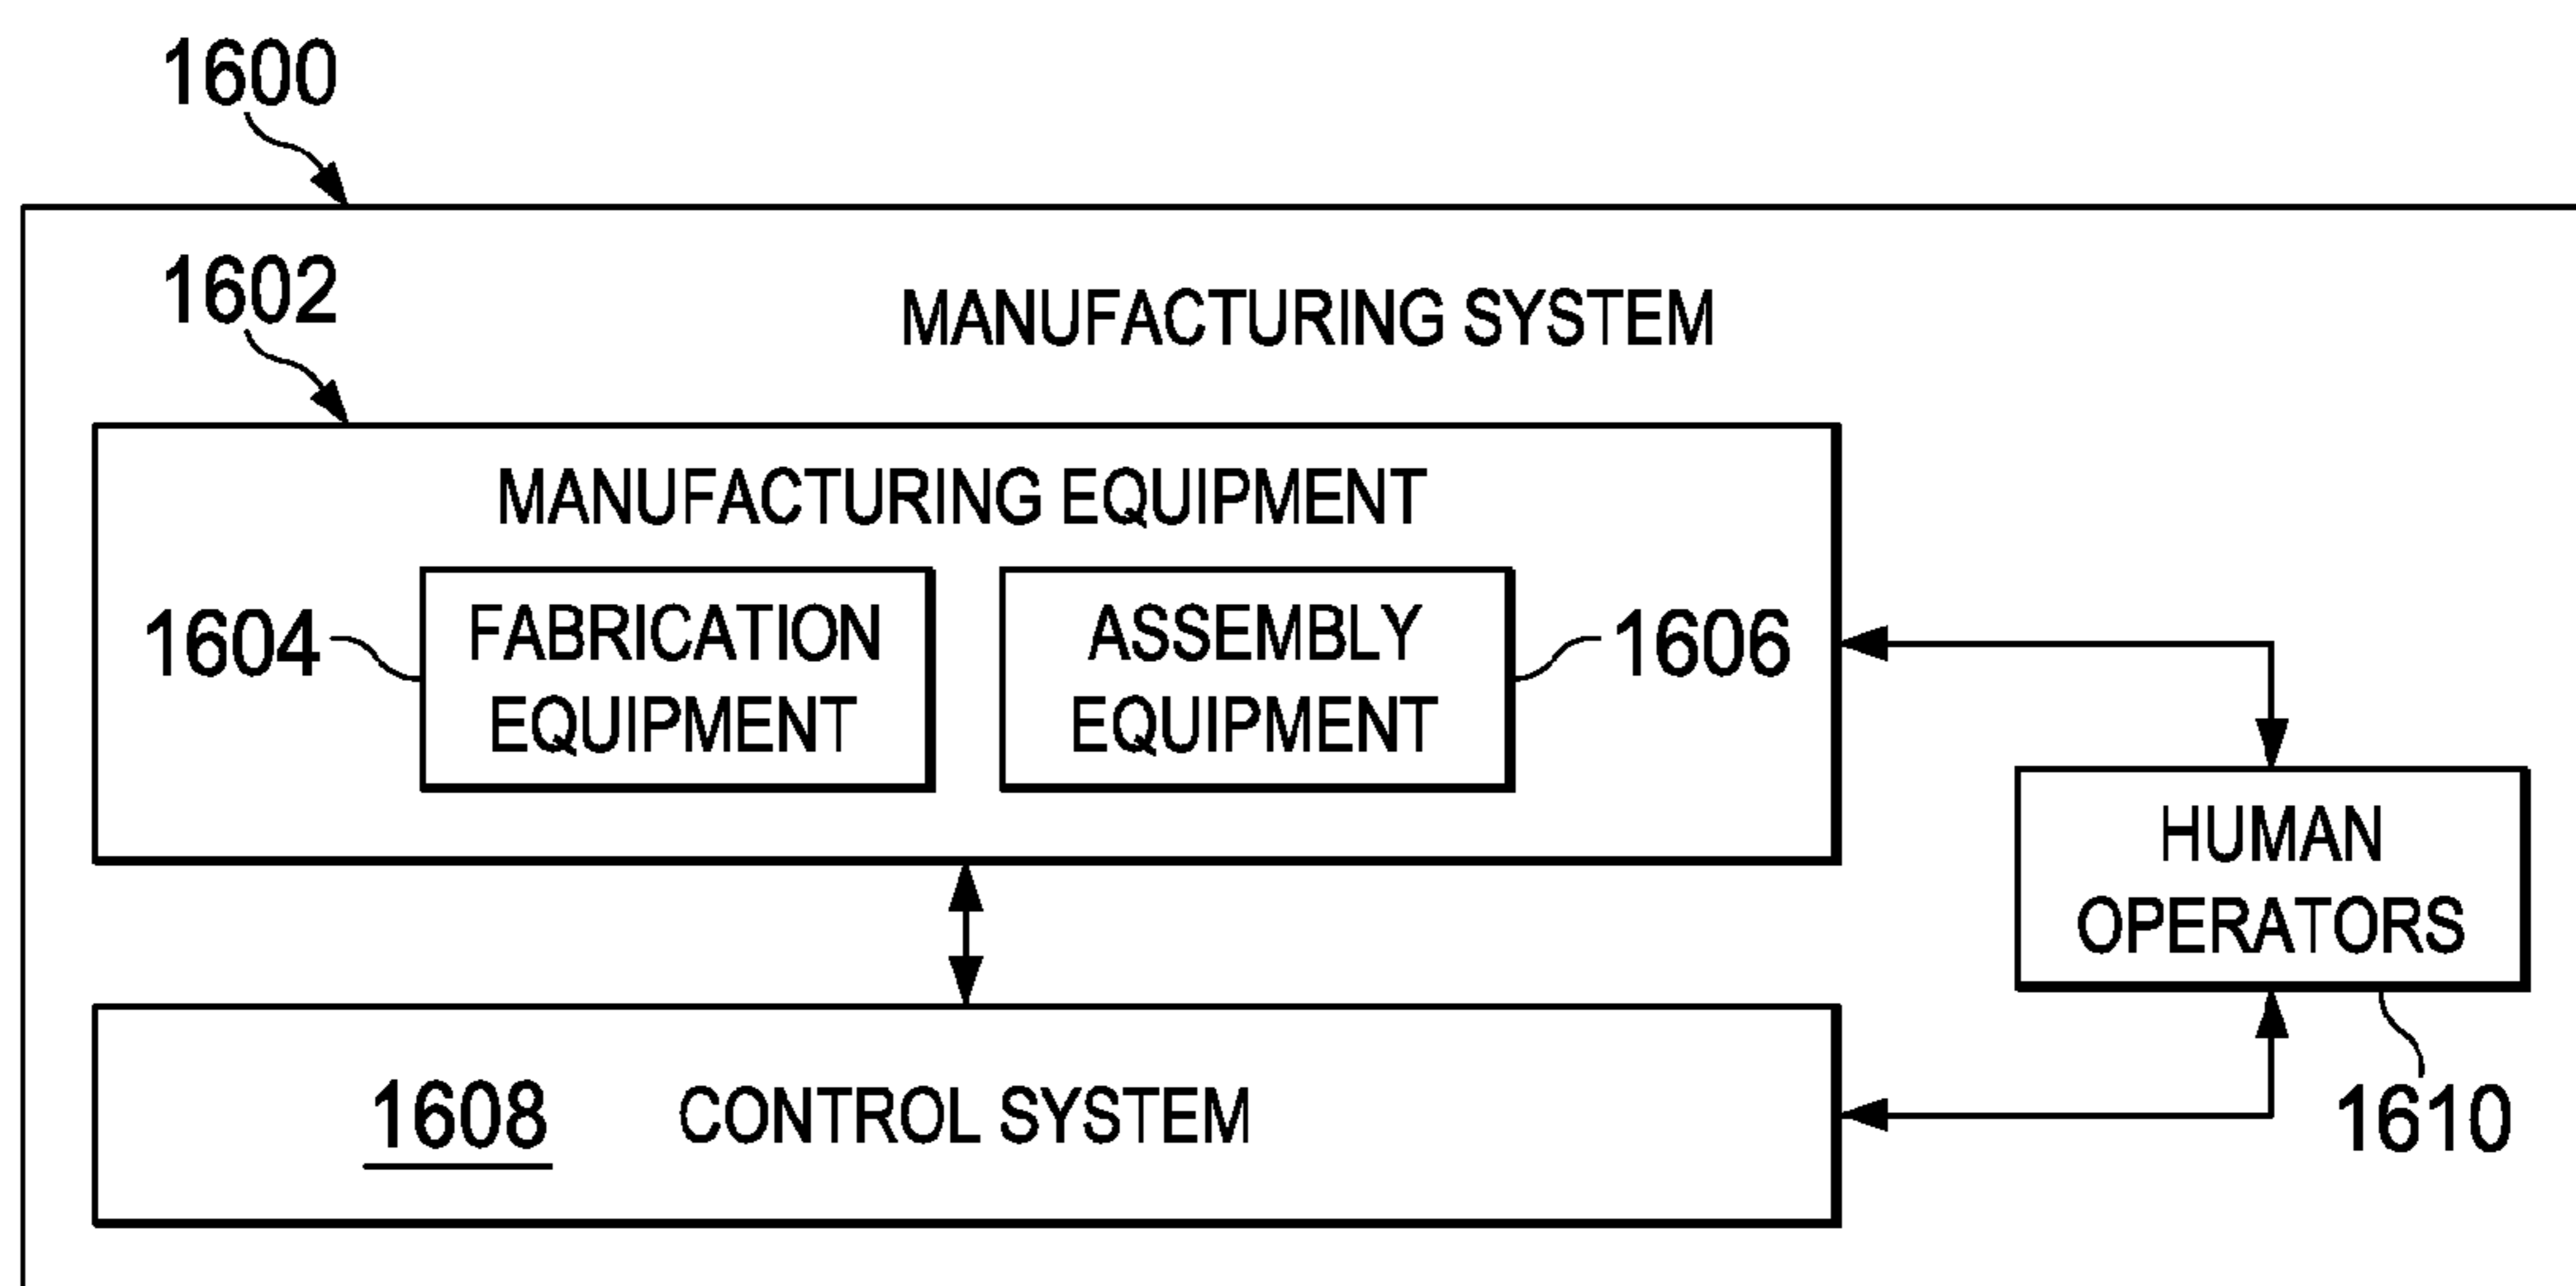 1600
1602
MANUFACTURING SYSTEM
MANUFACTURING EQUIPMENT
1604
FABRICATION
EQUIPMENT
ASSEMBLY
EQUIPMENT
1606
HUMAN
OPERATORS
1608 CONTROL SYSTEM
1610